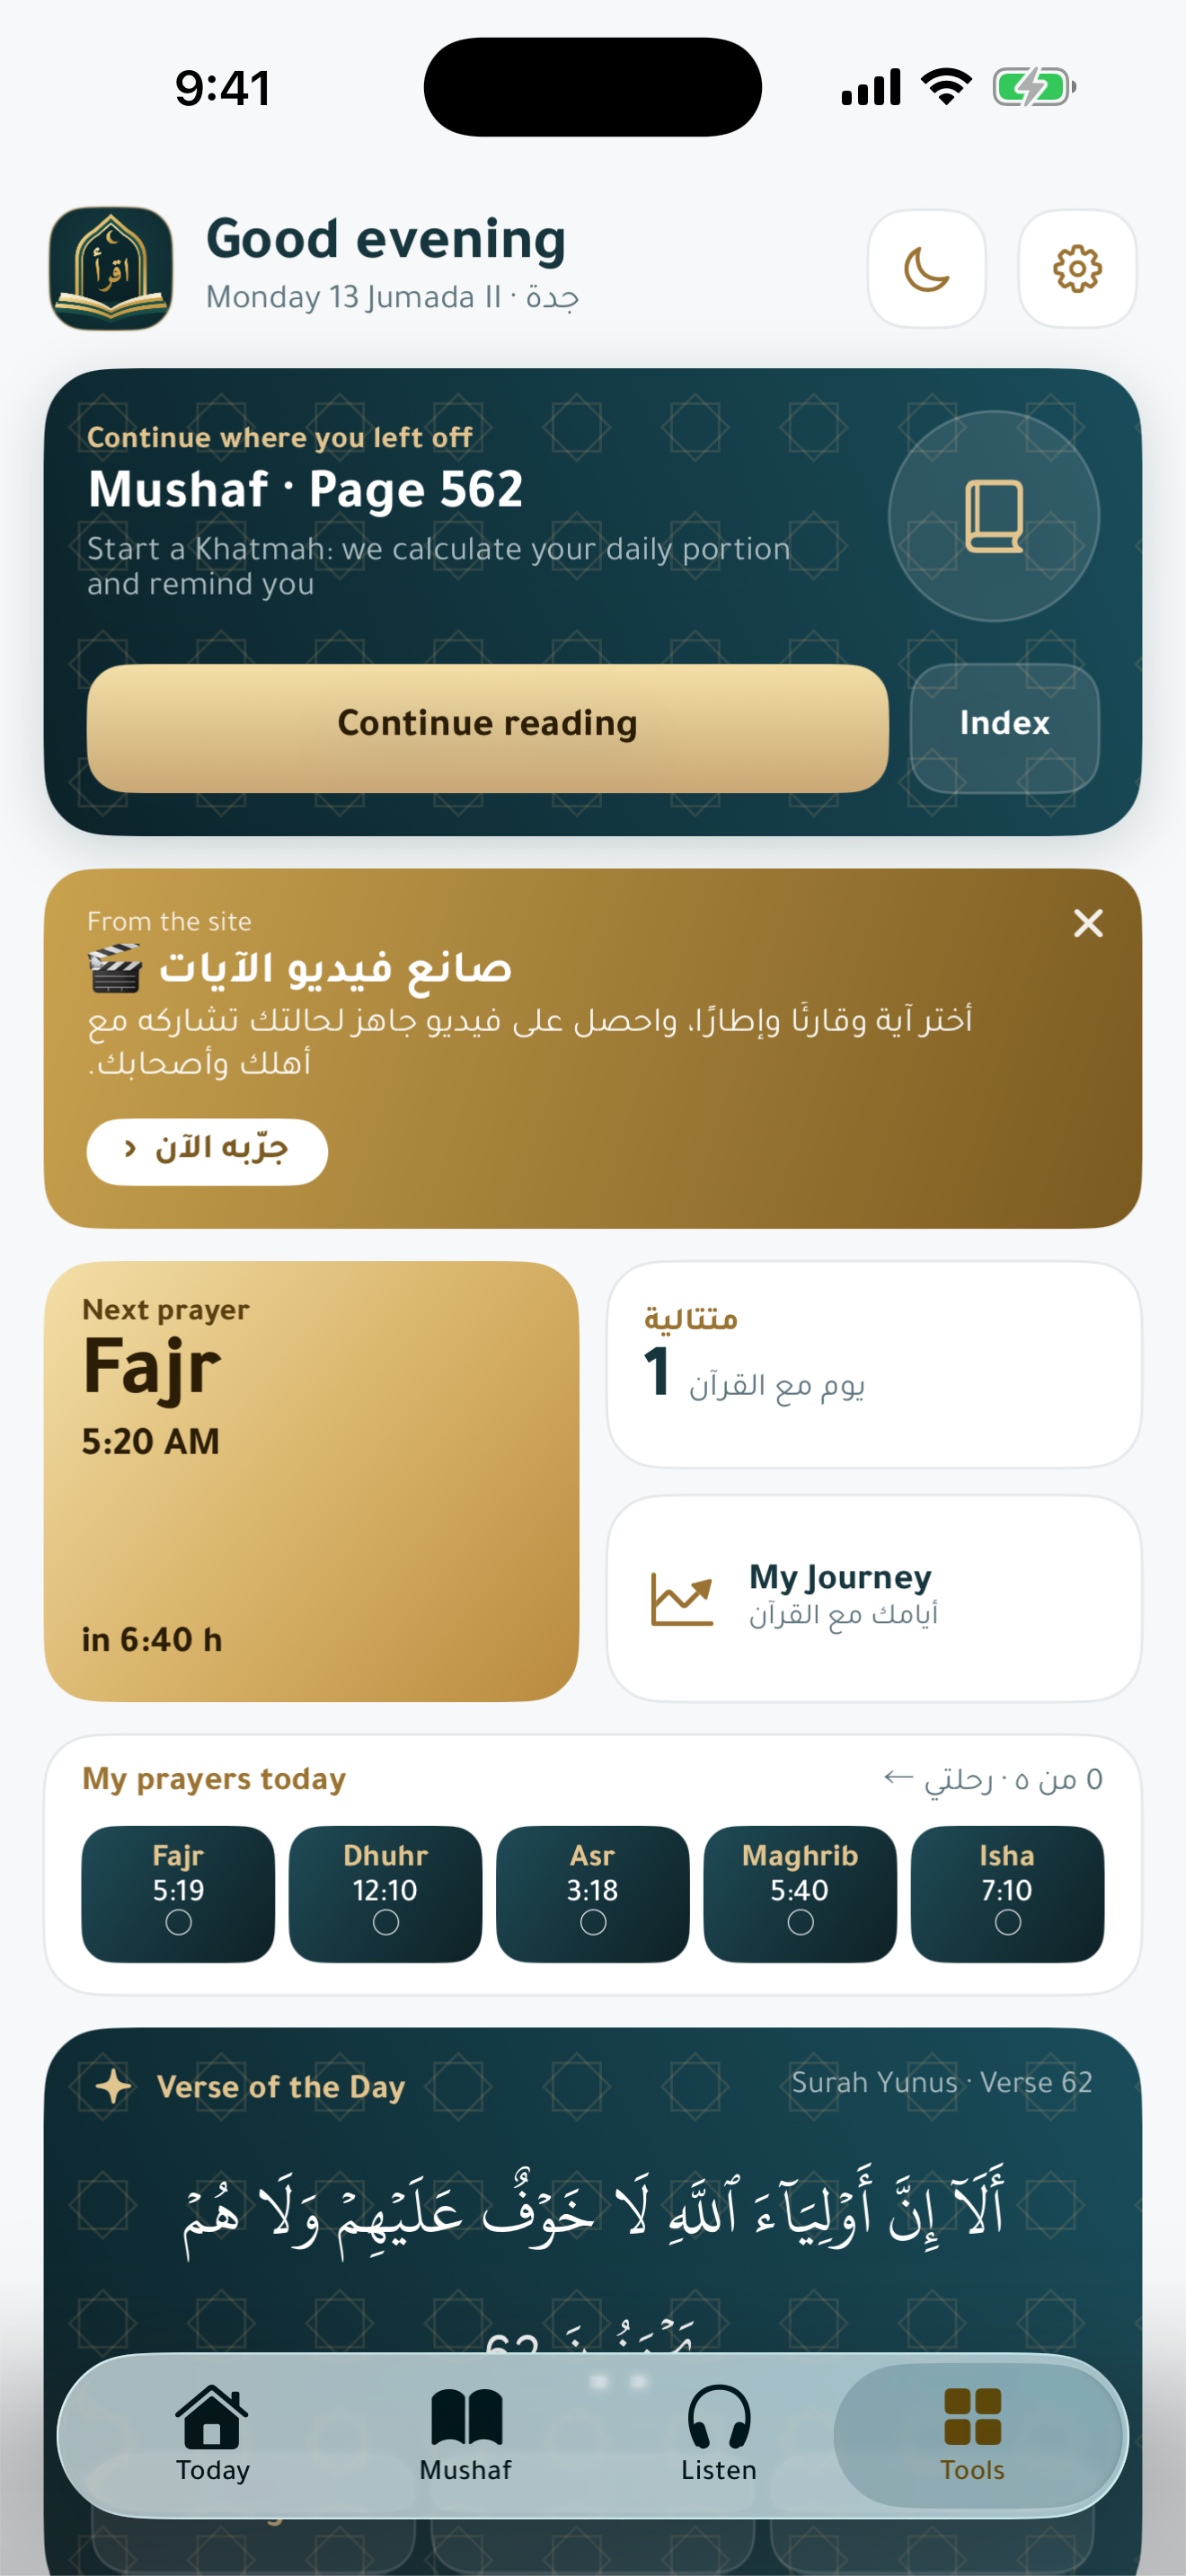 9:41
اقرأ
Good evening
Monday 13 Jumada II · جدة
Continue where you left off
Mushaf · Page 562
Start a Khatmah: we calculate your daily portion
and remind you
Continue reading
Index
From the site
🎬 صانع فيديو الآيات
أختر آية وقارئًا وإطارًا، واحصل على فيديو جاهز لحالتك تشاركه مع
أهلك وأصحابك.
جرّبه الآن ‹
Next prayer
Fajr
5:20 AM
in 6:40 h
متتالية
1 يوم مع القرآن
My Journey
أيامك مع القرآن
My prayers today
0 من ٥ · رحلتي ←
Fajr
5:19
Dhuhr
12:10
Asr
3:18
Maghrib
5:40
Isha
7:10
Verse of the Day
Surah Yunus · Verse 62
أَلَآ إِنَّ أَوْلِيَآءَ ٱللَّهِ لَا خَوْفٌ عَلَيْهِمْ وَلَا هُمْ
Today
Mushaf
Listen
Tools